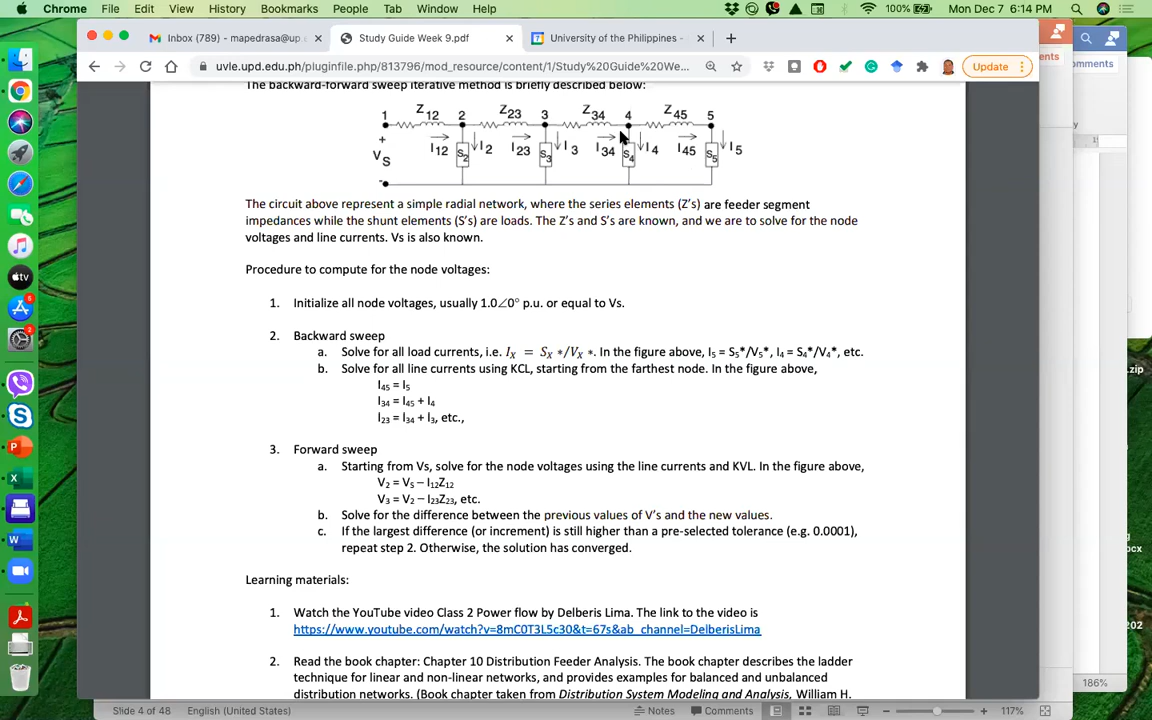 Chrome File Edit View History Bookmarks People Tab Window Help 100% Mon Dec 7 6:14 PM
Inbox (789) - mapedrasa@up. Study Guide Week 9.pdf University of the Philippines -
uvle.upd.edu.ph/pluginfile.php/813796/mod_resource/content/1/Study%20Guide%20We... Update
The backward-forward sweep iterative method is briefly described below:
1 Z12 2 Z23 3 Z34 4 Z45 5
+ VS - I12 S2 I2 I23 S3 I3 I34 S4 I4 I45 S5 I5
The circuit above represent a simple radial network, where the series elements (Z's) are feeder segment
impedances while the shunt elements (S's) are loads. The Z's and S's are known, and we are to solve for the node
voltages and line currents. Vs is also known.
Procedure to compute for the node voltages:
1. Initialize all node voltages, usually 1.0∠0° p.u. or equal to Vs.
2. Backward sweep
a. Solve for all load currents, i.e. I_X = S_X */V_X *. In the figure above, I₅ = S₅*/V₅*, I₄ = S₄*/V₄*, etc.
b. Solve for all line currents using KCL, starting from the farthest node. In the figure above,
I₄₅ = I₅
I₃₄ = I₄₅ + I₄
I₂₃ = I₃₄ + I₃, etc.,
3. Forward sweep
a. Starting from Vs, solve for the node voltages using the line currents and KVL. In the figure above,
V₂ = Vₛ – I₁₂Z₁₂
V₃ = V₂ – I₂₃Z₂₃, etc.
b. Solve for the difference between the previous values of V's and the new values.
c. If the largest difference (or increment) is still higher than a pre-selected tolerance (e.g. 0.0001),
repeat step 2. Otherwise, the solution has converged.
Learning materials:
1. Watch the YouTube video Class 2 Power flow by Delberis Lima. The link to the video is
https://www.youtube.com/watch?v=8mC0T3L5c30&t=67s&ab_channel=DelberisLima
2. Read the book chapter: Chapter 10 Distribution Feeder Analysis. The book chapter describes the ladder
technique for linear and non-linear networks, and provides examples for balanced and unbalanced
distribution networks. (Book chapter taken from Distribution System Modeling and Analysis, William H.
Slide 4 of 48 English (United States) Notes Comments 117%
186%